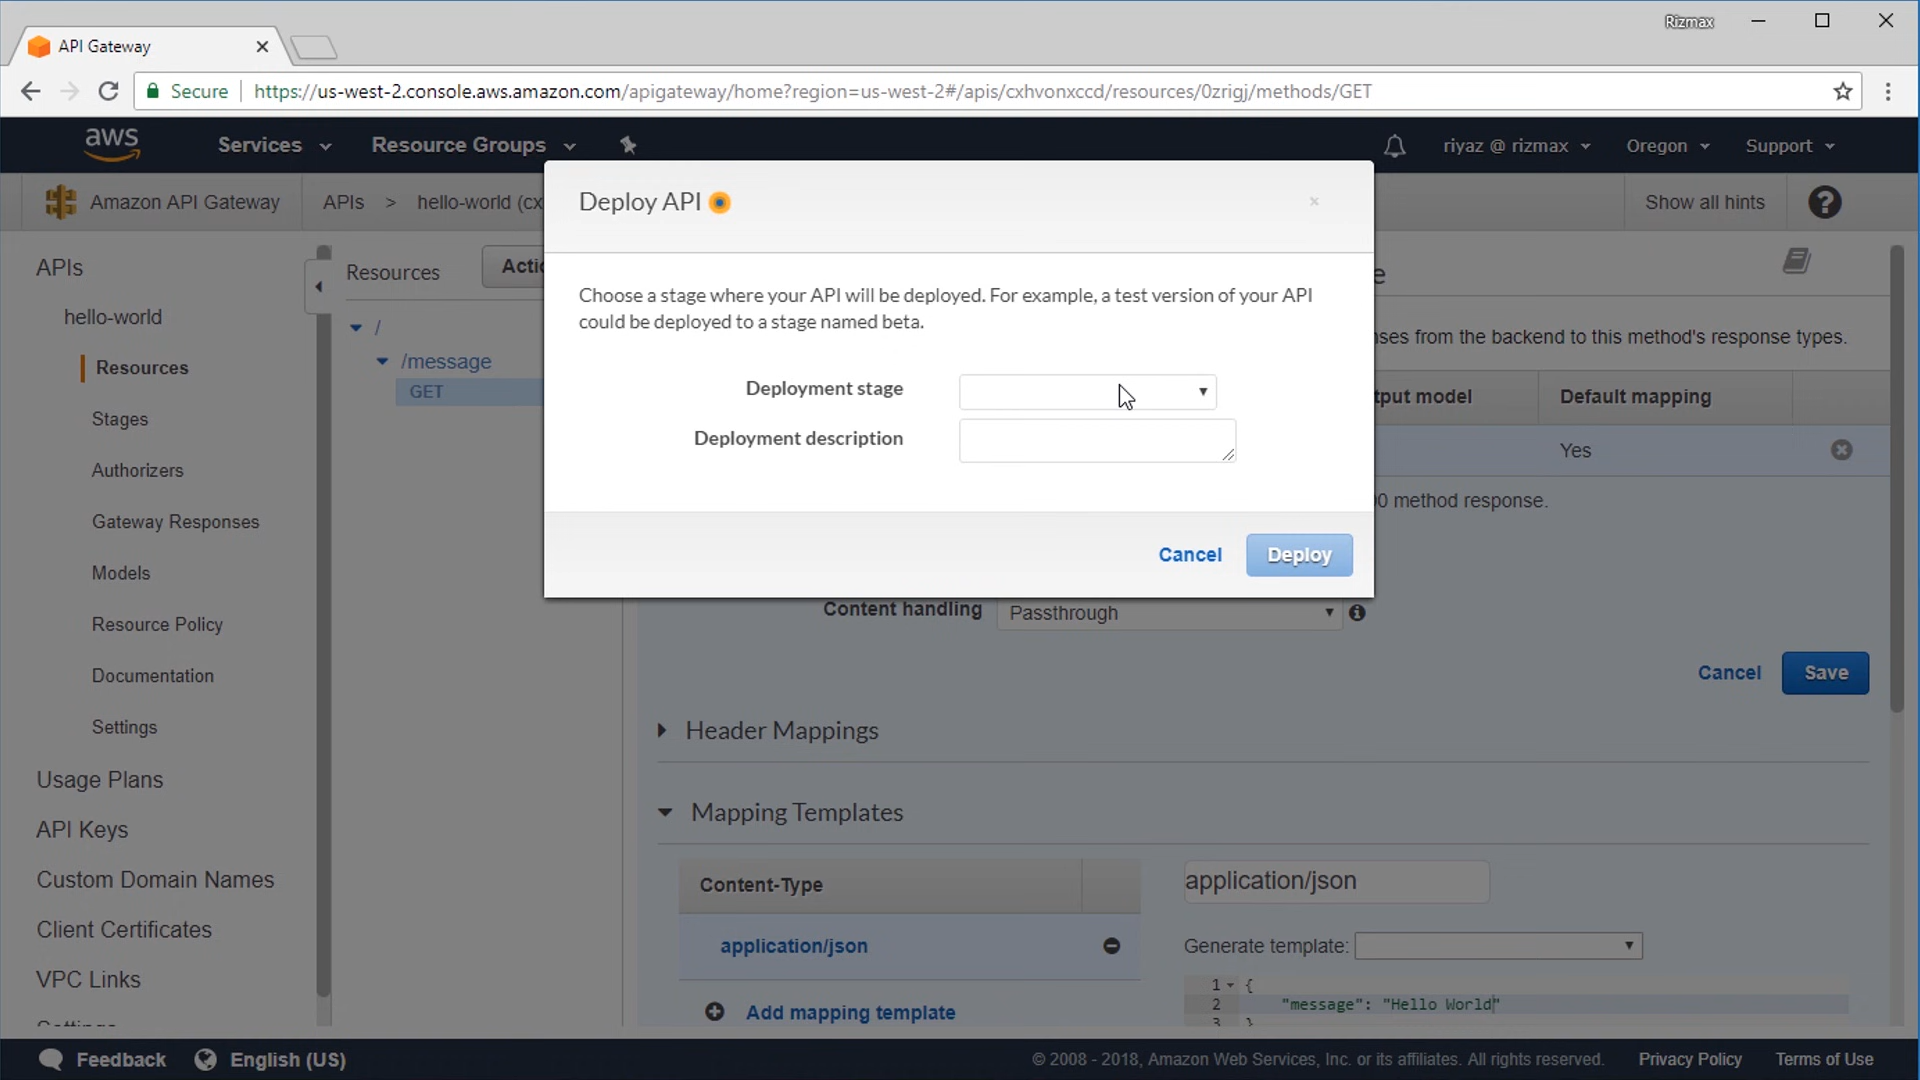 Rizmax
API Gateway
Secure
https://us-west-2.console.aws.amazon.com/apigateway/home?region=us-west-2#/apis/cxhvonxccd/resources/0zrigj/methods/GET
aws
Services
Resource Groups
riyaz @ rizmax
Oregon
Support
Amazon API Gateway
APIs > hello-world (cx
Show all hints
?
APIs
hello-world
Resources
Stages
Authorizers
Gateway Responses
Models
Resource Policy
Documentation
Settings
Usage Plans
API Keys
Custom Domain Names
Client Certificates
VPC Links
Resources
Actio
/
/message
GET
Deploy API
×
Choose a stage where your API will be deployed. For example, a test version of your API
could be deployed to a stage named beta.
Deployment stage
Deployment description
Cancel
Deploy
e
nses from the backend to this method's response types.
tput model
Default mapping
Yes
00 method response.
Content handling
Passthrough
Cancel
Save
Header Mappings
Mapping Templates
Content-Type
application/json
Add mapping template
application/json
Generate template:
1 {
2 "message": "Hello World"
3 }
Feedback
English (US)
© 2008 - 2018, Amazon Web Services, Inc. or its affiliates. All rights reserved.
Privacy Policy
Terms of Use